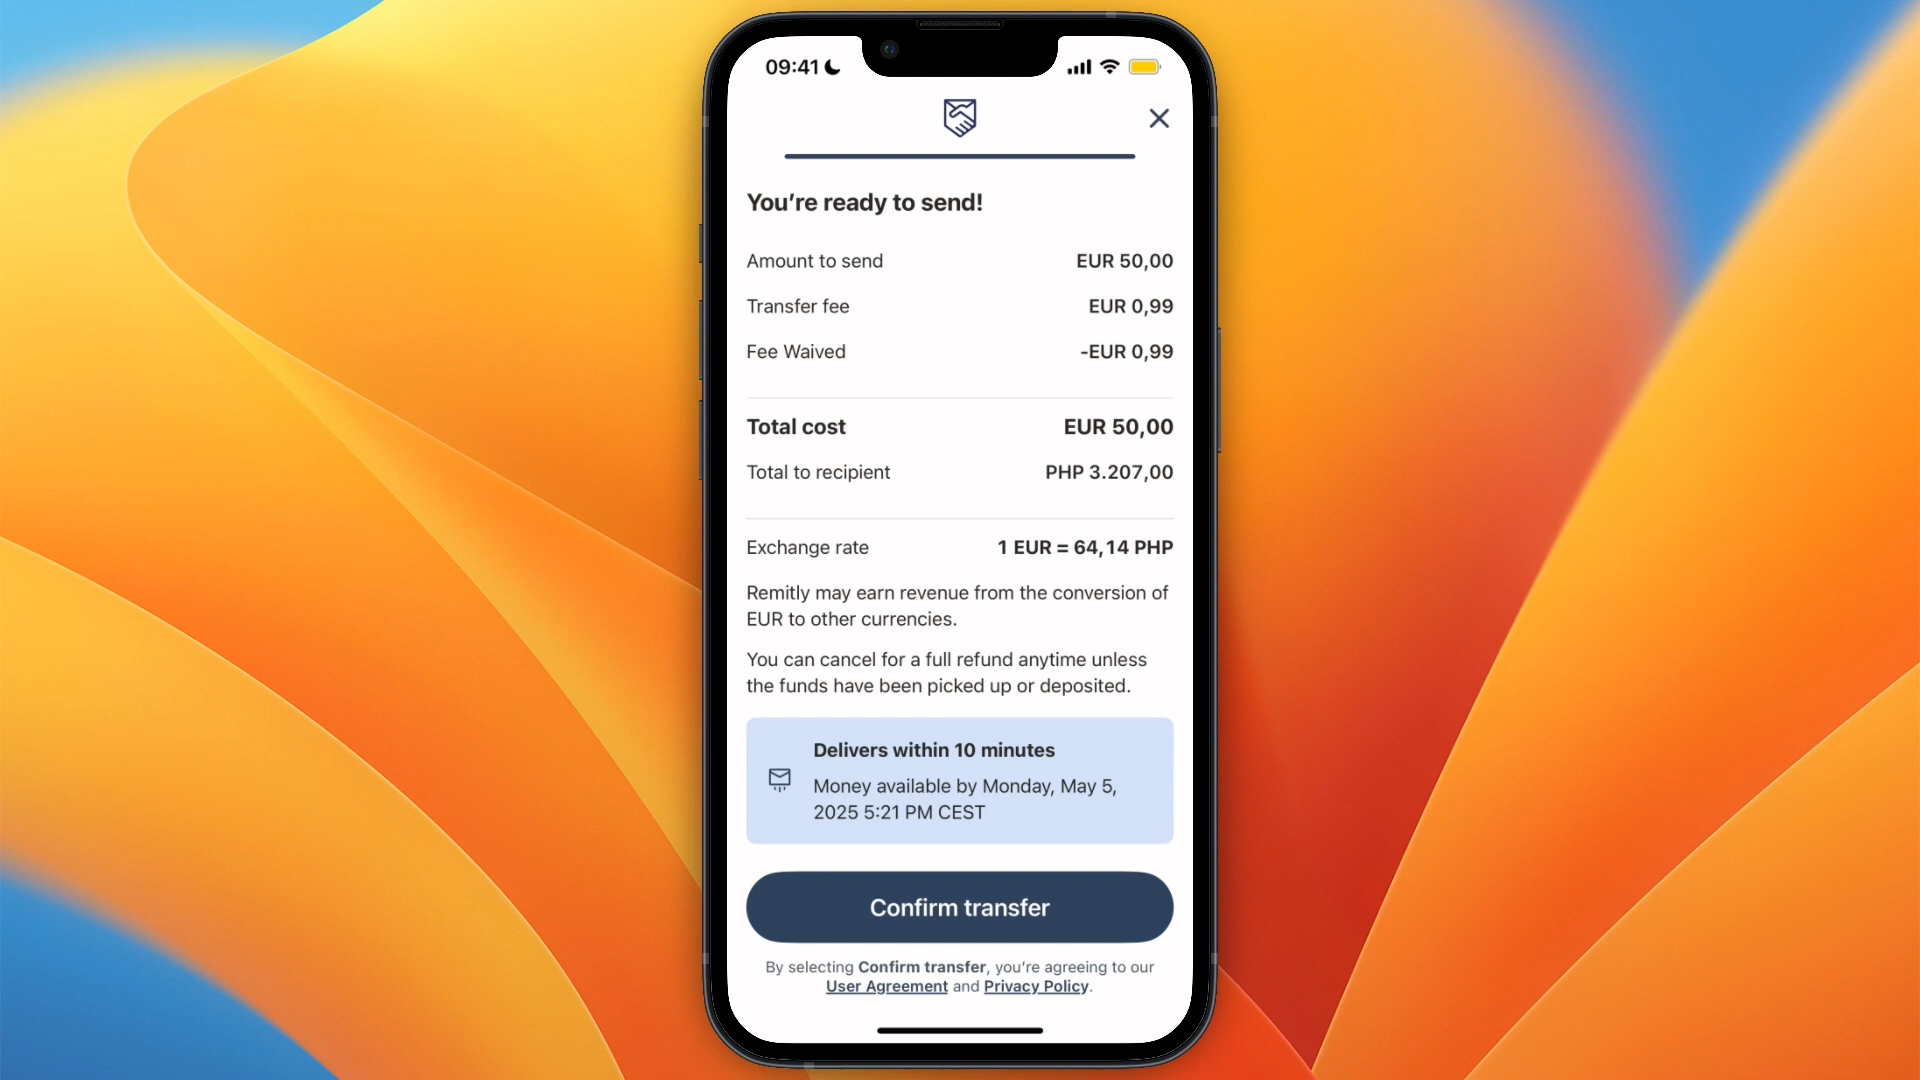 09:41
You’re ready to send!
Amount to send EUR 50,00
Transfer fee EUR 0,99
Fee Waived -EUR 0,99
Total cost EUR 50,00
Total to recipient PHP 3.207,00
Exchange rate 1 EUR = 64,14 PHP
Remitly may earn revenue from the conversion of
EUR to other currencies.
You can cancel for a full refund anytime unless
the funds have been picked up or deposited.
Delivers within 10 minutes
Money available by Monday, May 5,
2025 5:21 PM CEST
Confirm transfer
By selecting Confirm transfer, you’re agreeing to our
User Agreement and Privacy Policy.